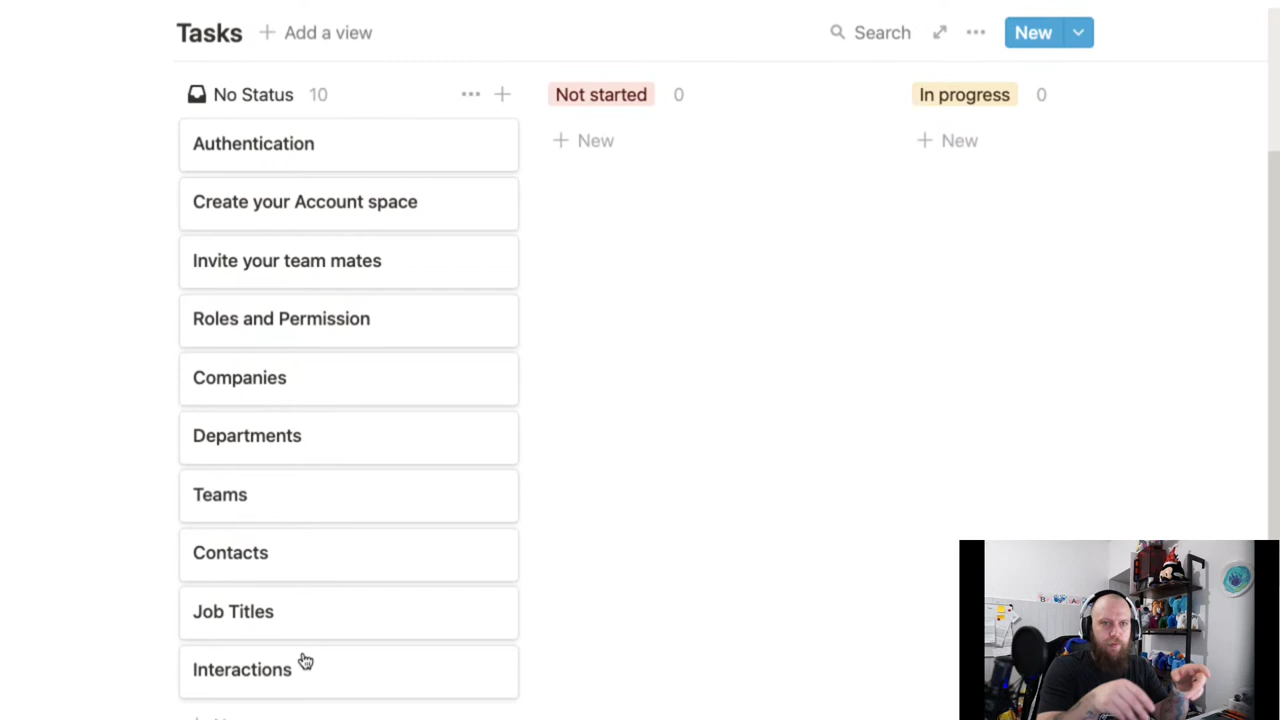 Tasks + Add a view Search ••• New
No Status 10 ••• + Not started 0 In progress 0
+ New + New
Authentication
Create your Account space
Invite your team mates
Roles and Permission
Companies
Departments
Teams
Contacts
Job Titles
Interactions